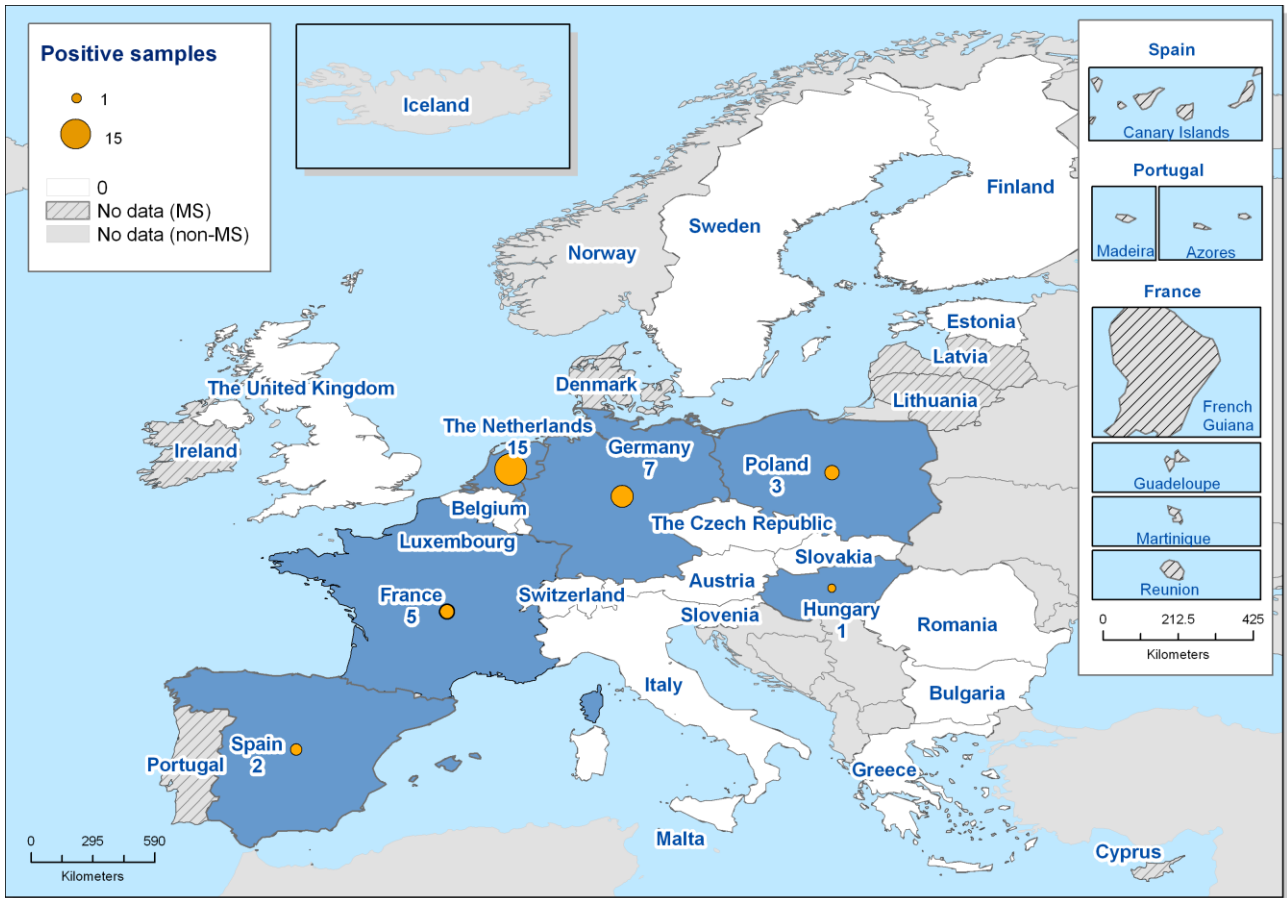 Positive samples
1
15
0
No data (MS)
No data (non-MS)
Iceland
Spain
Canary Islands
Portugal
Madeira
Azores
France
French
Guiana
Guadeloupe
Martinique
Reunion
0 212.5 425
Kilometers
Finland
Sweden
Norway
Estonia
Latvia
Lithuania
Denmark
The United Kingdom
Ireland
The Netherlands
15
Germany
7
Poland
3
Belgium
Luxembourg
The Czech Republic
Slovakia
Austria
Switzerland
Slovenia
Hungary
1
France
5
Romania
Bulgaria
Italy
Spain
2
Portugal
Greece
Malta
Cyprus
0 295 590
Kilometers